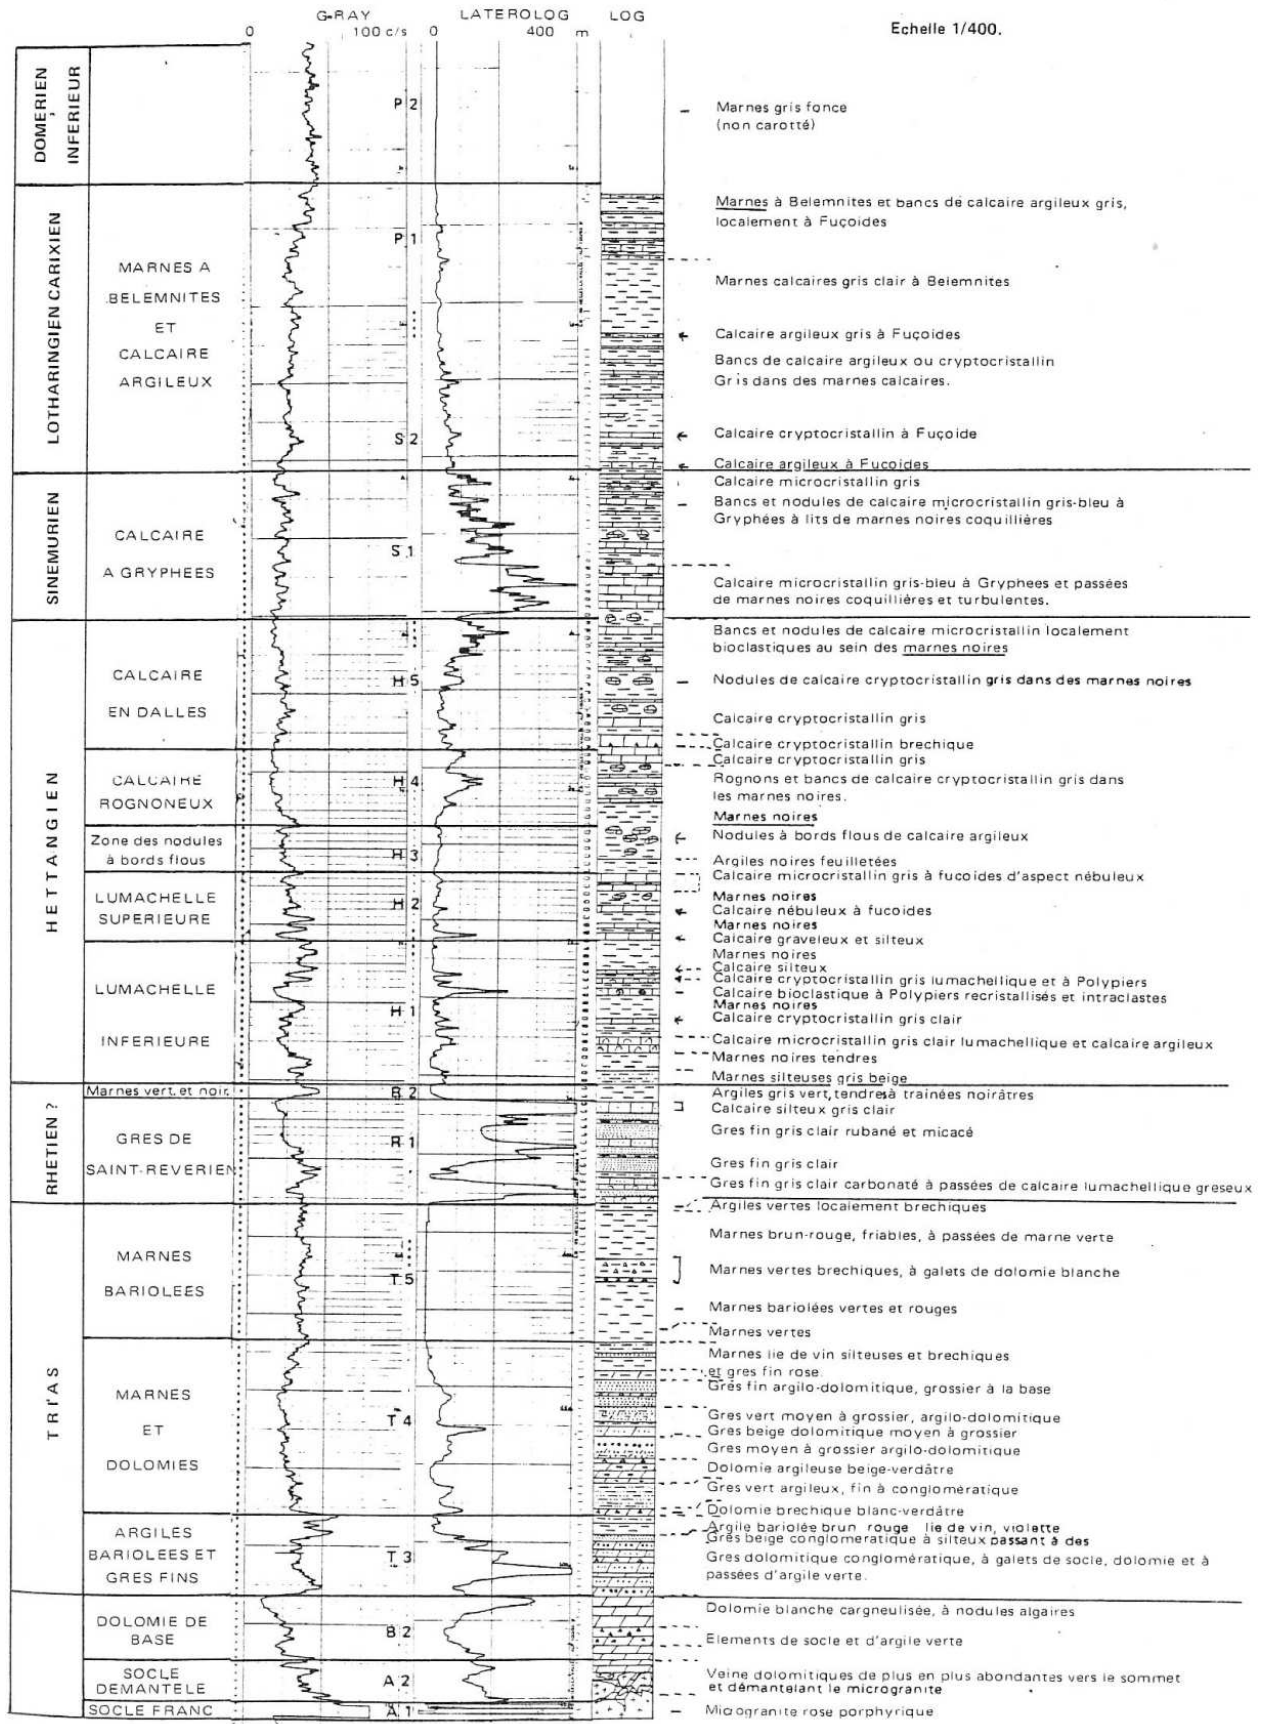 G-RAY
LATEROLOG
LOG
Echelle 1/400.
0
100 c/s
0
400
m
DOMERIEN
INFERIEUR
P 2
Marnes gris fonce
(non carotté)
LOTHARINGIEN CARIXIEN
MARNES A
BELEMNITES
ET
CALCAIRE
ARGILEUX
P 1
S 2
Marnes à Belemnites et bancs de calcaire argileux gris,
localement à Fuçoides
Marnes calcaires gris clair à Belemnites
Calcaire argileux gris à Fuçoides
Bancs de calcaire argileux ou cryptocristallin
Gris dans des marnes calcaires.
Calcaire cryptocristallin à Fuçoide
Calcaire argileux à Fucoides
SINEMURIEN
CALCAIRE
A GRYPHEES
S 1
Calcaire microcristallin gris
Bancs et nodules de calcaire microcristallin gris-bleu à
Gryphées à lits de marnes noires coquillières
Calcaire microcristallin gris-bleu à Gryphees et passées
de marnes noires coquillières et turbulentes.
HETTANGIEN
CALCAIRE
EN DALLES
H 5
Bancs et nodules de calcaire microcristallin localement
bioclastiques au sein des marnes noires
Nodules de calcaire cryptocristallin gris dans des marnes noires
Calcaire cryptocristallin gris
Calcaire cryptocristallin brechique
CALCAIRE
ROGNONEUX
H 4
Calcaire cryptocristallin gris
Rognons et bancs de calcaire cryptocristallin gris dans
les marnes noires.
Marnes noires
Zone des nodules
à bords flous
H 3
Nodules à bords flous de calcaire argileux
Argiles noires feuilletées
LUMACHELLE
SUPERIEURE
H 2
Calcaire microcristallin gris à fucoides d'aspect nébuleux
Marnes noires
Calcaire nébuleux à fucoides
Marnes noires
Calcaire graveleux et silteux
LUMACHELLE
INFERIEURE
H 1
Marnes noires
Calcaire silteux
Calcaire cryptocristallin gris lumachellique et à Polypiers
Calcaire bioclastique à Polypiers recristallisés et intraclastes
Marnes noires
Calcaire cryptocristallin gris clair
Calcaire microcristallin gris clair lumachellique et calcaire argileux
Marnes noires tendres
Marnes silteuses gris beige
RHETIEN ?
Marnes vert. et noir.
R 2
Argiles gris vert, tendres à trainées noirâtres
GRES DE
SAINT-REVERIEN
R 1
Calcaire silteux gris clair
Gres fin gris clair rubané et micacé
Gres fin gris clair
Gres fin gris clair carbonaté à passées de calcaire lumachellique greseux
TRIAS
MARNES
BARIOLEES
T 5
Argiles vertes localement brechiques
Marnes brun-rouge, friables, à passées de marne verte
Marnes vertes brechiques, à galets de dolomie blanche
Marnes bariolées vertes et rouges
Marnes vertes
MARNES
ET
DOLOMIES
T 4
Marnes lie de vin silteuses et brechiques
et gres fin rose.
Grés fin argilo-dolomitique, grossier à la base
Gres vert moyen à grossier, argilo-dolomitique
Gres beige dolomitique moyen à grossier
Gres moyen à grossier argilo-dolomitique
Dolomie argileuse beige-verdâtre
Gres vert argileux, fin à conglomératique
Dolomie brechique blanc-verdâtre
ARGILES
BARIOLEES ET
GRES FINS
T 3
Argile bariolée brun rouge lie de vin, violette
Grés beige conglomeratique à silteux passant à des
Gres dolomitique conglomératique, à galets de socle, dolomie et à
passées d'argile verte.
DOLOMIE DE
BASE
B 2
Dolomie blanche cargneulisée, à nodules algaires
Elements de socle et d'argile verte
SOCLE
DEMANTELE
A 2
Veine dolomitiques de plus en plus abondantes vers le sommet
et démantelant le microgranite
SOCLE FRANC
A 1
Microgranite rose porphyrique